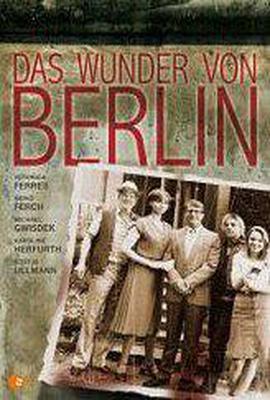 DAS WUNDER VON
BERLIN
VERONICA
FERRES
HEINO
FERCH
MICHAEL
GWISDEK
KAROLINE
HERFURTH
KOSTJA
ULLMANN